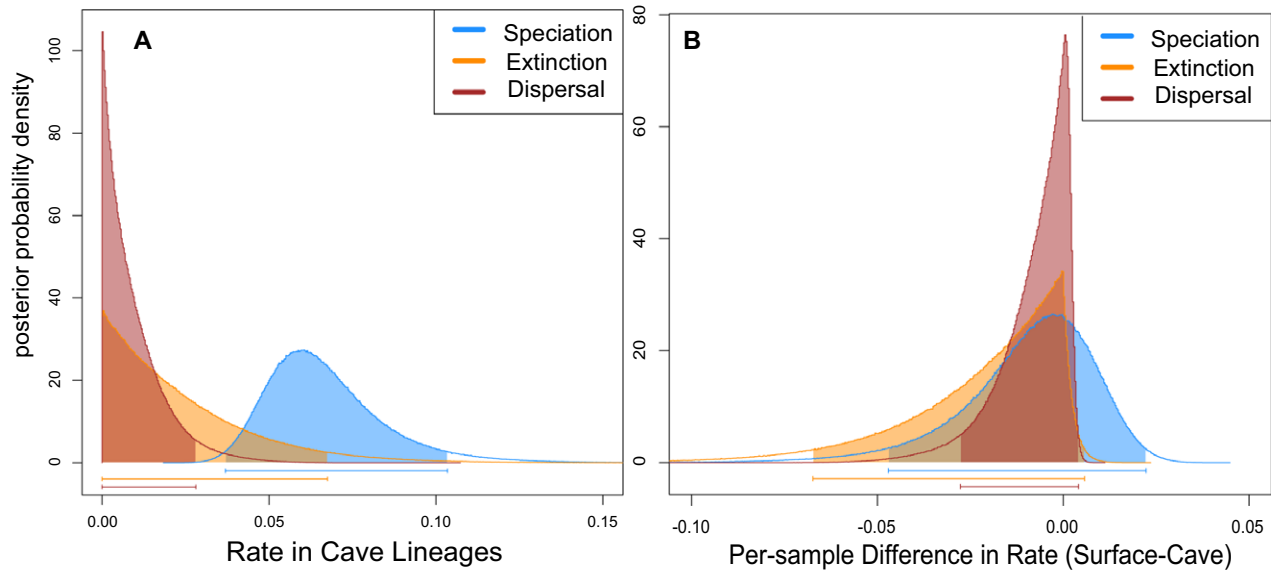 A
Speciation
Extinction
Dispersal
posterior probability density
100
80
60
40
20
0
0.00
0.05
0.10
0.15
Rate in Cave Lineages
B
Speciation
Extinction
Dispersal
80
60
40
20
0
-0.10
-0.05
0.00
0.05
Per-sample Difference in Rate (Surface-Cave)